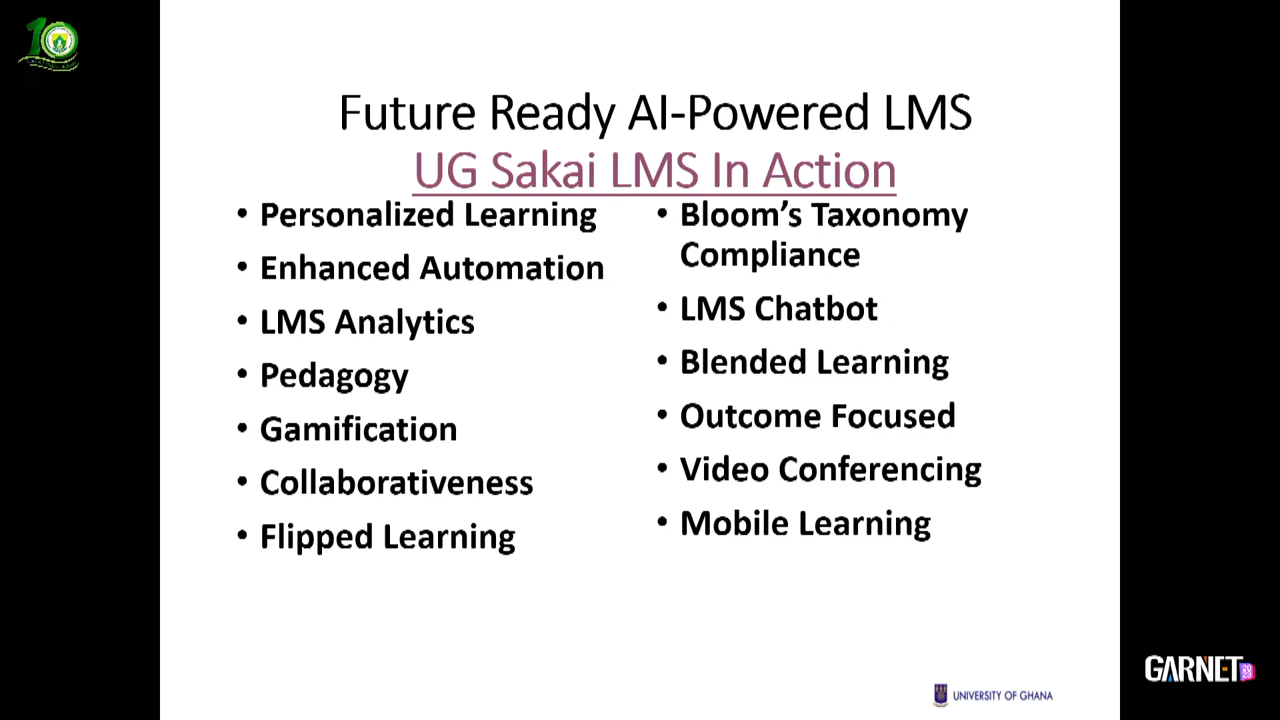 Future Ready AI-Powered LMS
UG Sakai LMS In Action
• Personalized Learning
• Enhanced Automation
• LMS Analytics
• Pedagogy
• Gamification
• Collaborativeness
• Flipped Learning
• Bloom’s Taxonomy
Compliance
• LMS Chatbot
• Blended Learning
• Outcome Focused
• Video Conferencing
• Mobile Learning
UNIVERSITY OF GHANA
GARNET
10